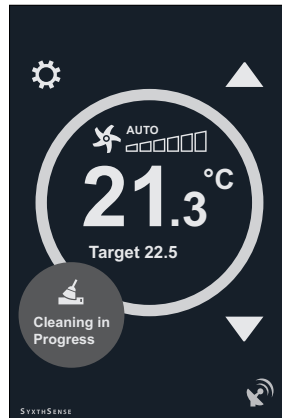 AUTO
21.3°C
Target 22.5
Cleaning in
Progress
SYXTHSENSE